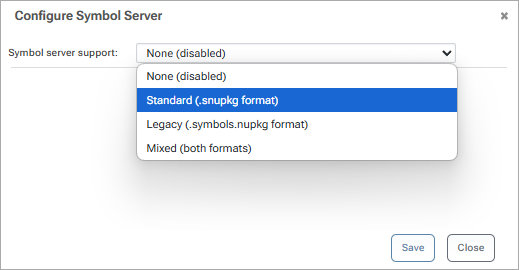 Configure Symbol Server
Symbol server support: None (disabled)
None (disabled)
Standard (.snupkg format)
Legacy (.symbols.nupkg format)
Mixed (both formats)
Save Close